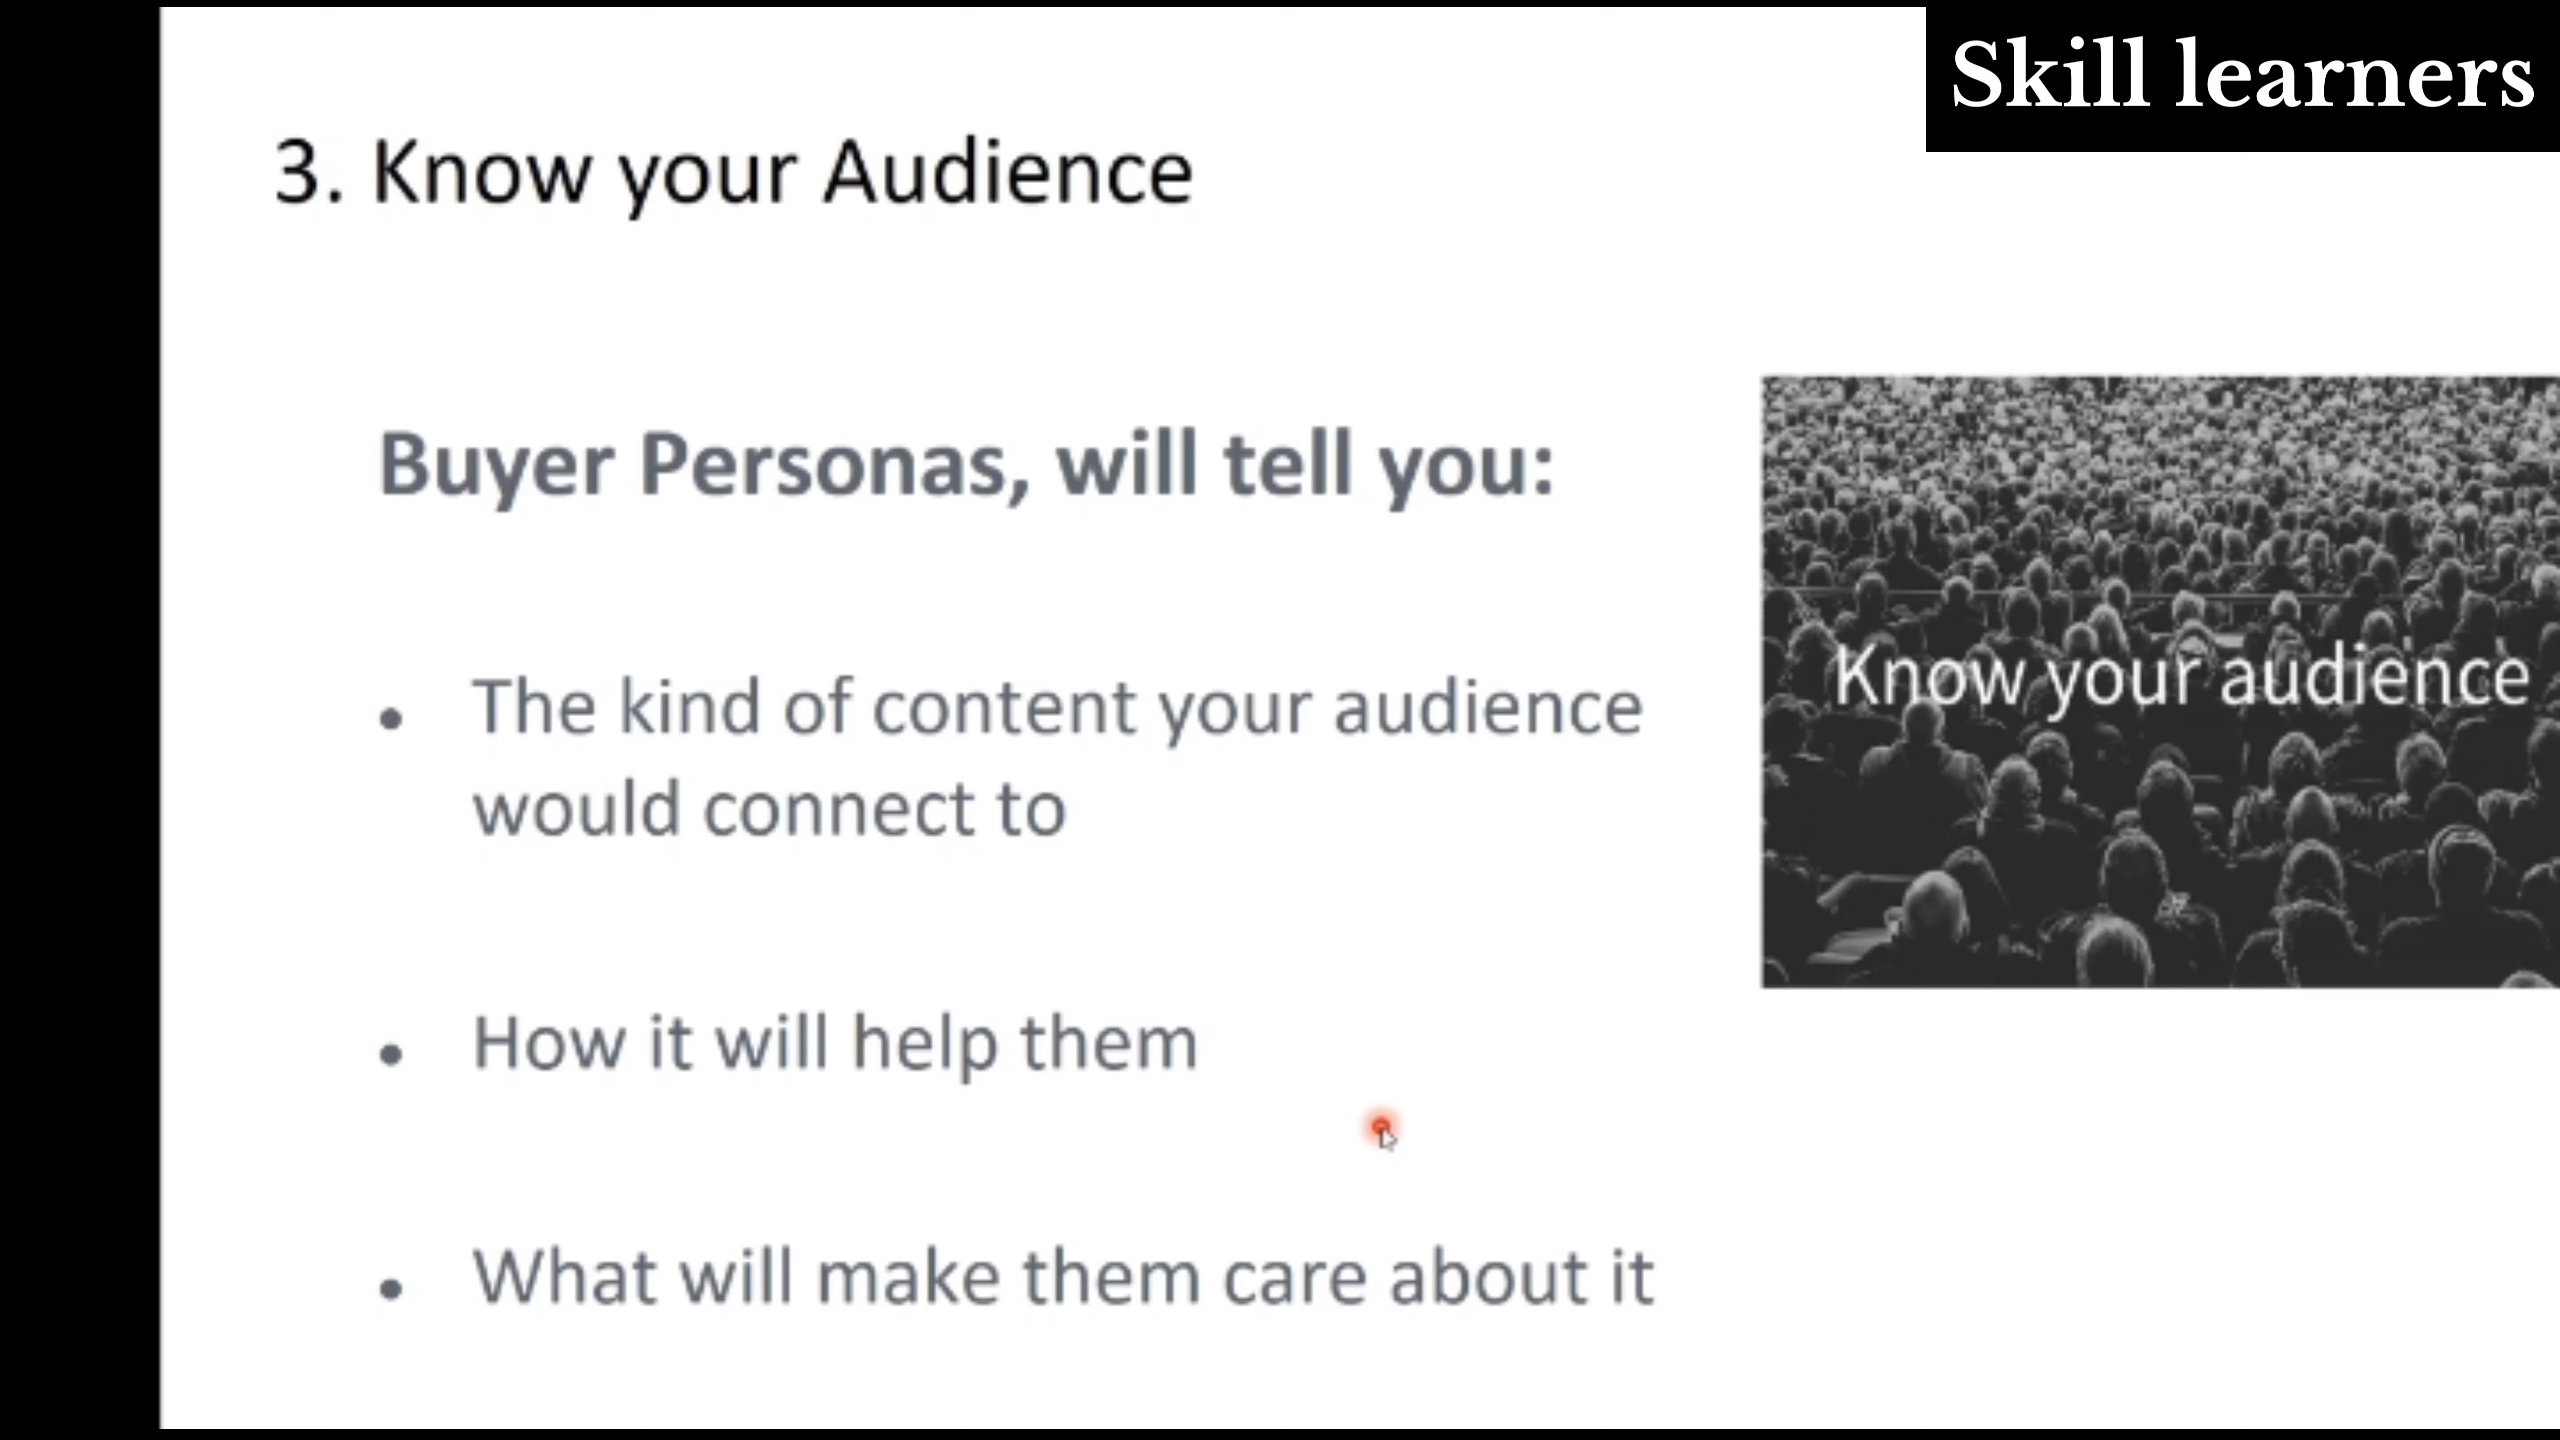 Skill learners
3. Know your Audience
Buyer Personas, will tell you:
• The kind of content your audience
would connect to
• How it will help them
• What will make them care about it
Know your audience